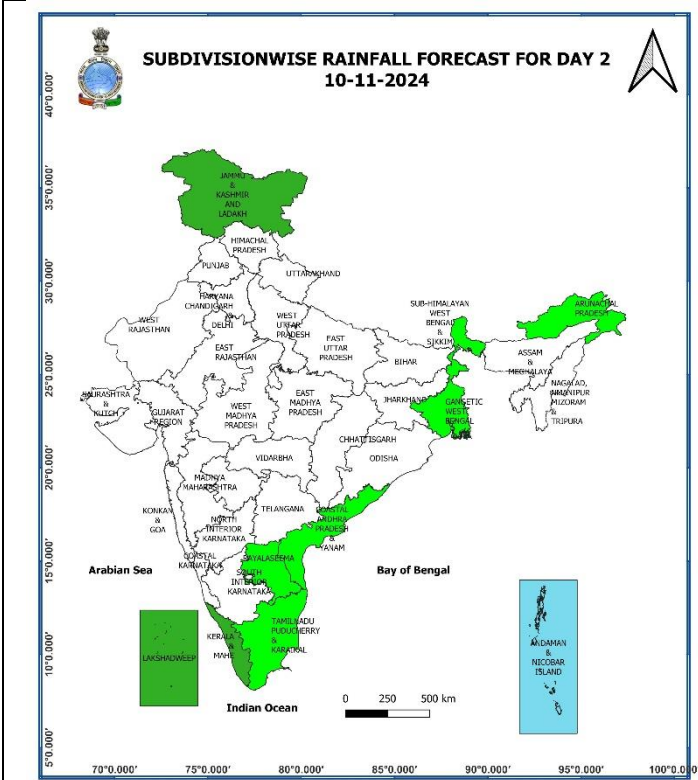 SUBDIVISIONWISE RAINFALL FORECAST FOR DAY 2
10-11-2024
40°0.000'
35°0.000'
30°0.000'
25°0.000'
20°0.000'
15°0.000'
10°0.000'
5°0.000'
JAMMU
&
KASHMIR
AND
LADAKH
HIMACHAL
PRADESH
PUNJAB
UTTARAKHAND
HARYANA
CHANDIGARH
&
DELHI
WEST
RAJASTHAN
WEST
UTTAR
PRADESH
EAST
RAJASTHAN
EAST
UTTAR
PRADESH
SUB-HIMALAYAN
WEST
BENGAL
&
SIKKIM
ARUNACHAL
PRADESH
ASSAM
&
MEGHALAYA
BIHAR
NAGALAD,
MANIPUR
MIZORAM
&
TRIPURA
SAURASHTRA
&
KUTCH
GUJARAT
REGION
WEST
MADHYA
PRADESH
EAST
MADHYA
PRADESH
JHARKHAND
GANGETIC
WEST
BENGAL
CHHATTISGARH
ODISHA
VIDARBHA
MADHYA
MAHARASHTRA
KONKAN
&
GOA
NORTH
INTERIOR
KARNATAKA
TELANGANA
COASTAL
ANDHRA
PRADESH
&
YANAM
COASTAL
KARNATAKA
RAYALASEEMA
SOUTH
INTERIOR
KARNATAKA
Arabian Sea
Bay of Bengal
LAKSHADWEEP
KERALA
&
MAHE
TAMILNADU
PUDUCHERRY
&
KARAIKAL
ANDAMAN
&
NICOBAR
ISLAND
Indian Ocean
0 250 500 km
70°0.000' 75°0.000' 80°0.000' 85°0.000' 90°0.000' 95°0.000' 100°0.000'